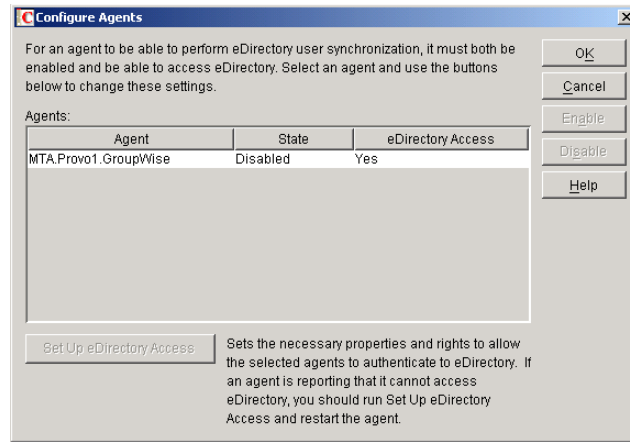 Configure Agents
For an agent to be able to perform eDirectory user synchronization, it must both be
enabled and be able to access eDirectory. Select an agent and use the buttons
below to change these settings.
OK
Cancel
Enable
Disable
Help
Agents:
Agent State eDirectory Access
MTA.Provo1.GroupWise Disabled Yes
Set Up eDirectory Access
Sets the necessary properties and rights to allow
the selected agents to authenticate to eDirectory. If
an agent is reporting that it cannot access
eDirectory, you should run Set Up eDirectory
Access and restart the agent.